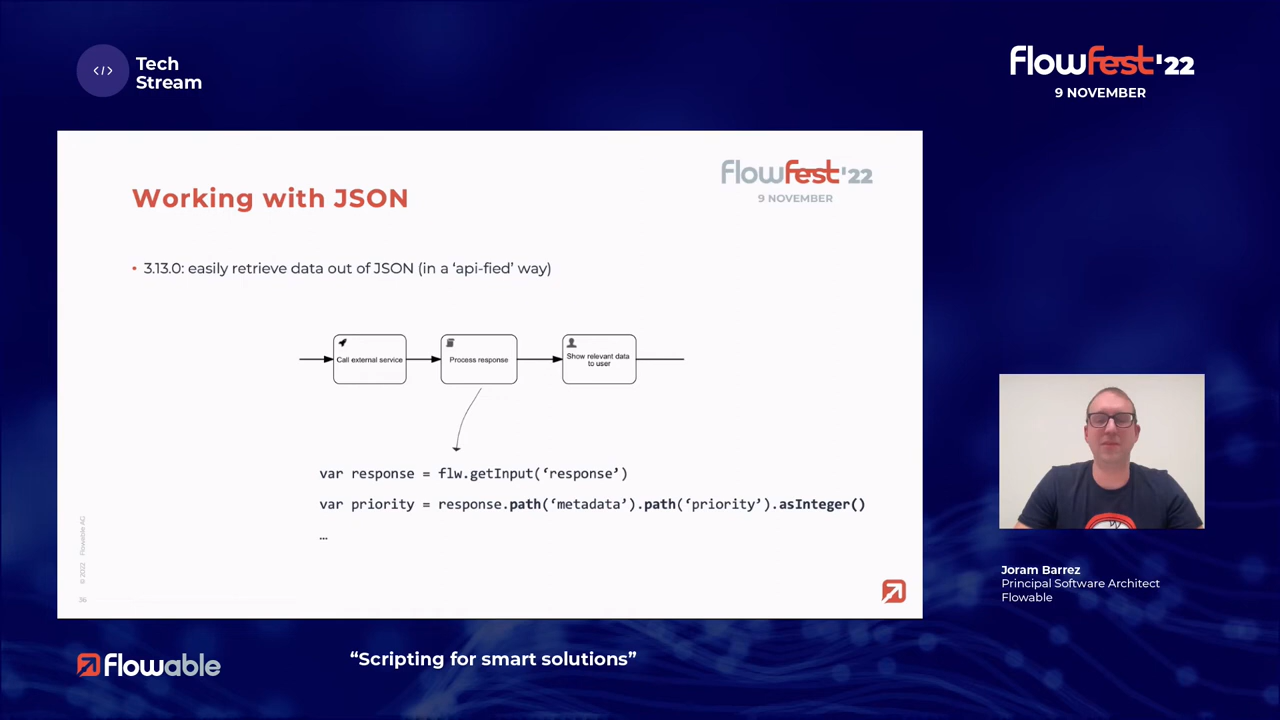 </>
Tech
Stream
flowfest'22
9 NOVEMBER
flowfest'22
9 NOVEMBER
Working with JSON
• 3.13.0: easily retrieve data out of JSON (in a ‘api-fied’ way)
Call external service
Process response
Show relevant data
to user
var response = flw.getInput(‘response’)
var priority = response.path(‘metadata’).path(‘priority’).asInteger()
…
© 2022 Flowable AG
36
Joram Barrez
Principal Software Architect
Flowable
flowable
“Scripting for smart solutions”